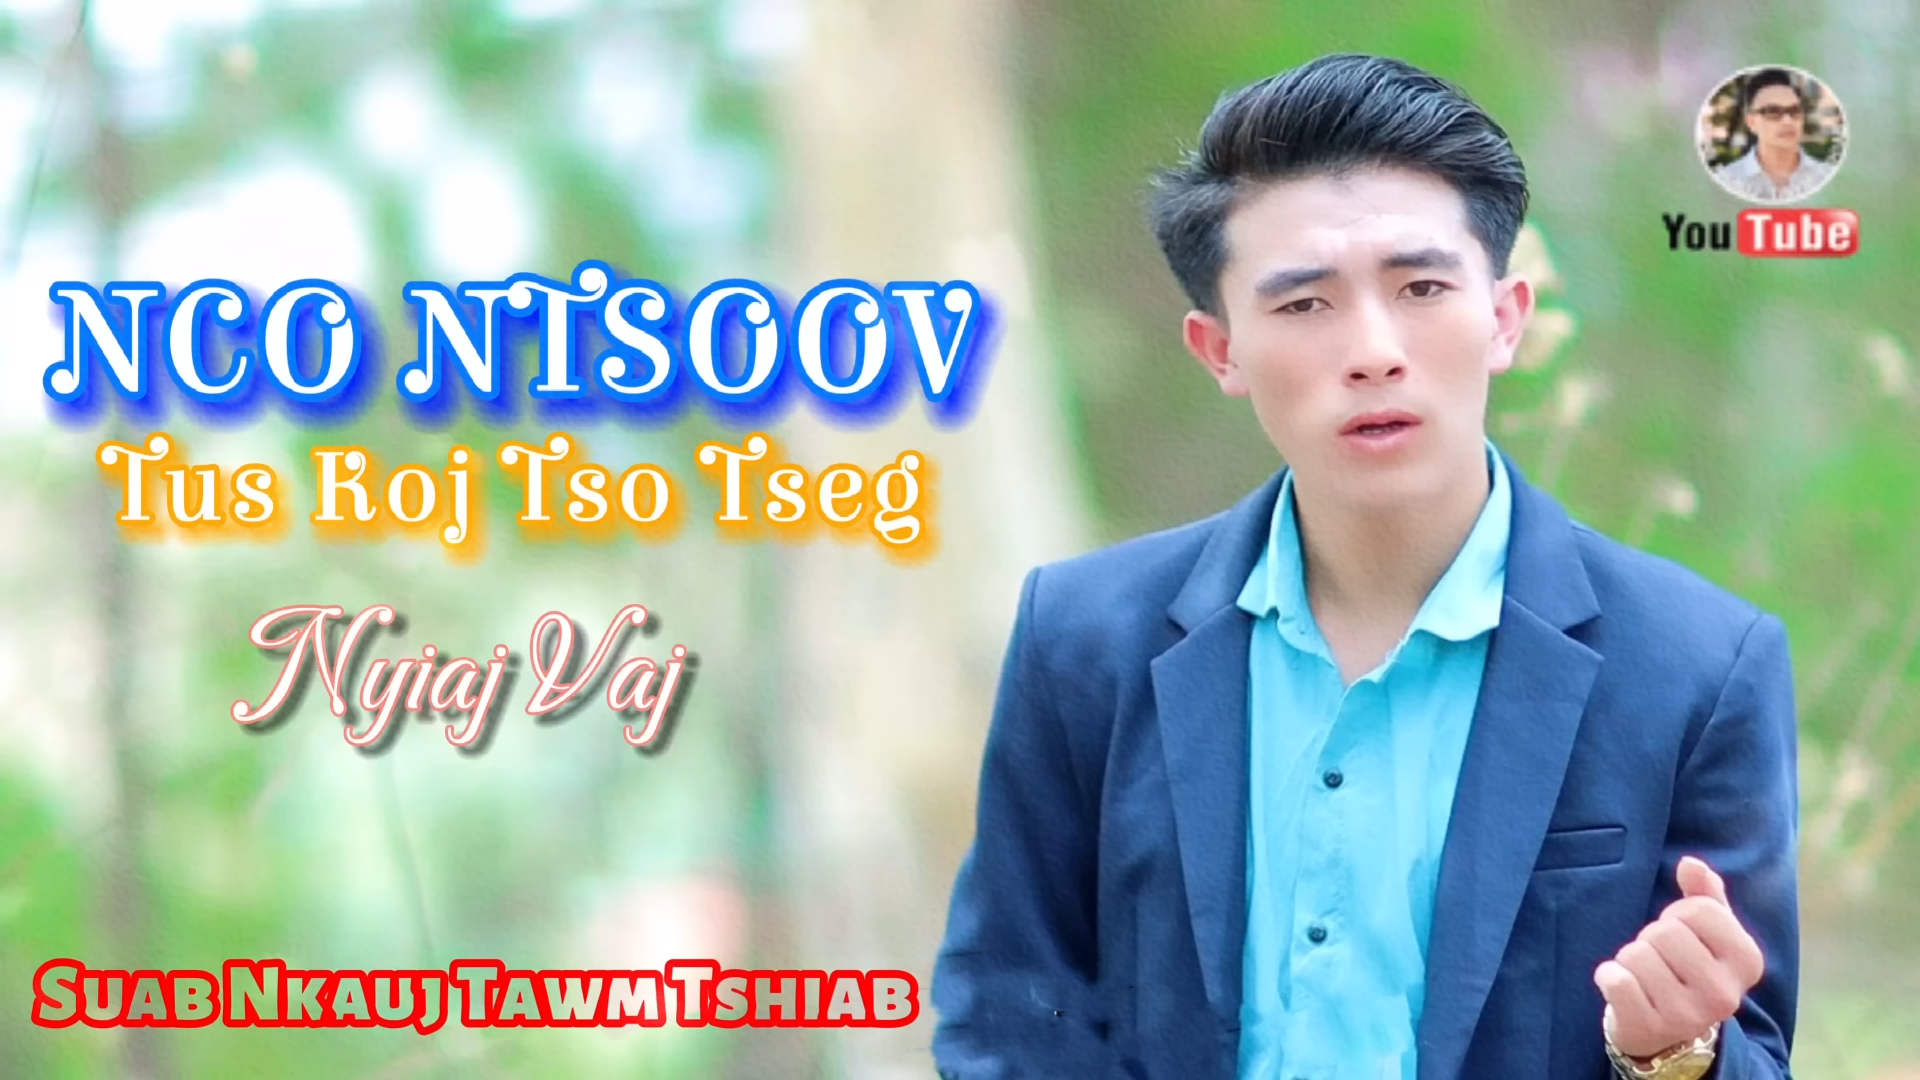 YouTube
NCO NTSOOV
Tus Koj Tso Tseg
Nyiaj Vaj
Suab Nkauj Tawm Tshiab